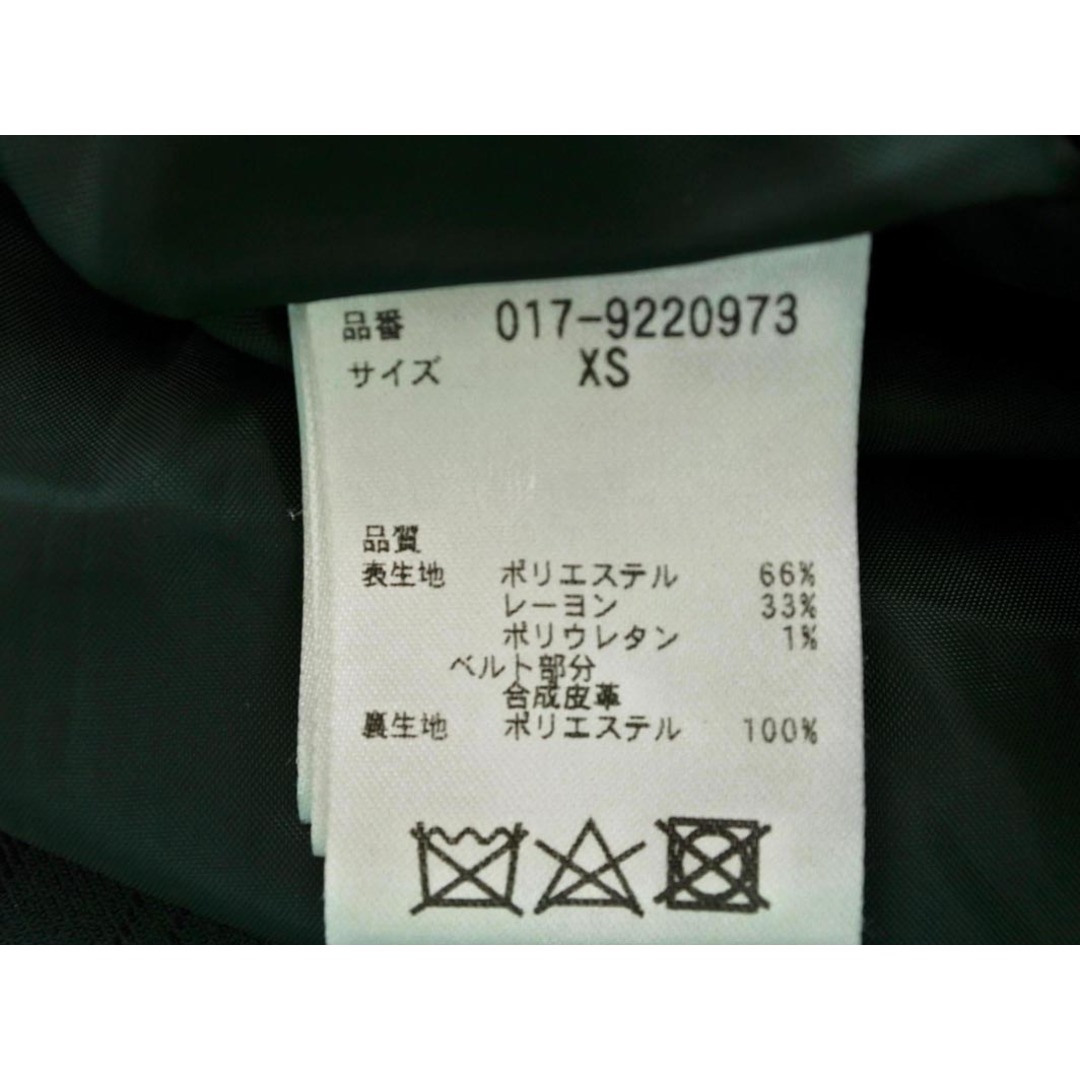 品番 017-9220973
サイズ XS
品質
表生地 ポリエステル 66%
レーヨン 33%
ポリウレタン 1%
ベルト部分
合成皮革
裏生地 ポリエステル 100%